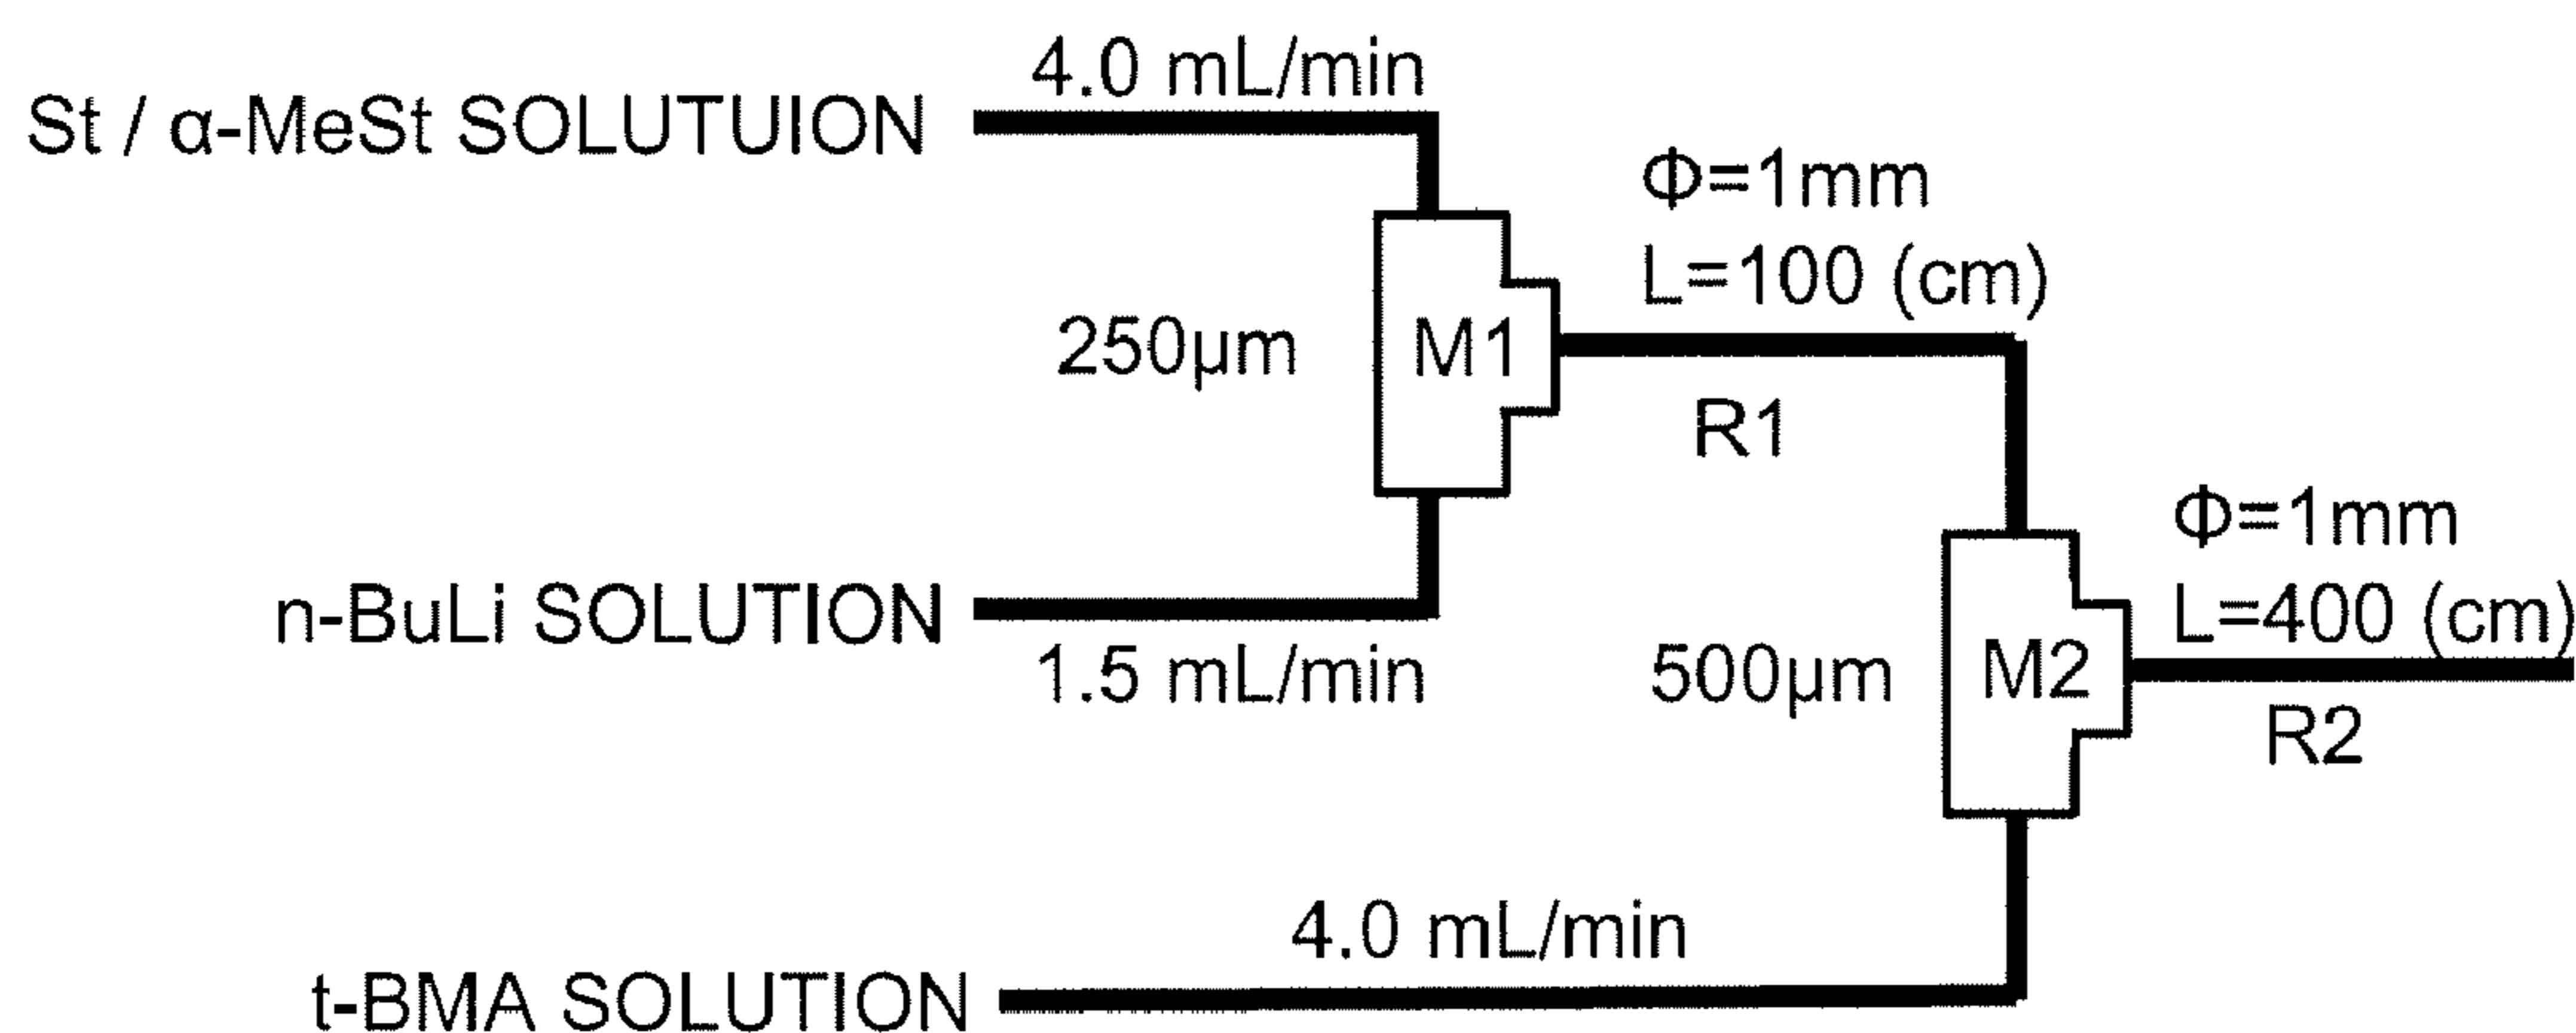 4.0 mL/min
St / α-MeSt SOLUTUION
Φ=1mm
L=100 (cm)
250μm
M1
R1
Φ=1mm
L=400 (cm)
n-BuLi SOLUTION
1.5 mL/min
500μm
M2
R2
4.0 mL/min
t-BMA SOLUTION